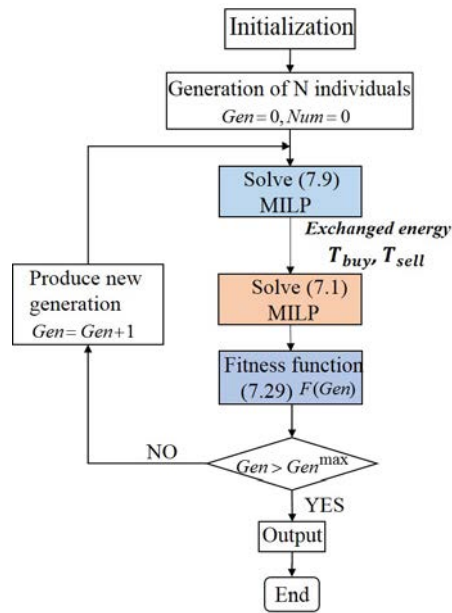 Initialization
Generation of N individuals
Gen = 0, Num = 0
Solve (7.9)
MILP
Exchanged energy
T_buy, T_sell
Produce new
generation
Gen = Gen+1
Solve (7.1)
MILP
Fitness function
(7.29) F(Gen)
NO
Gen > Gen^max
YES
Output
End